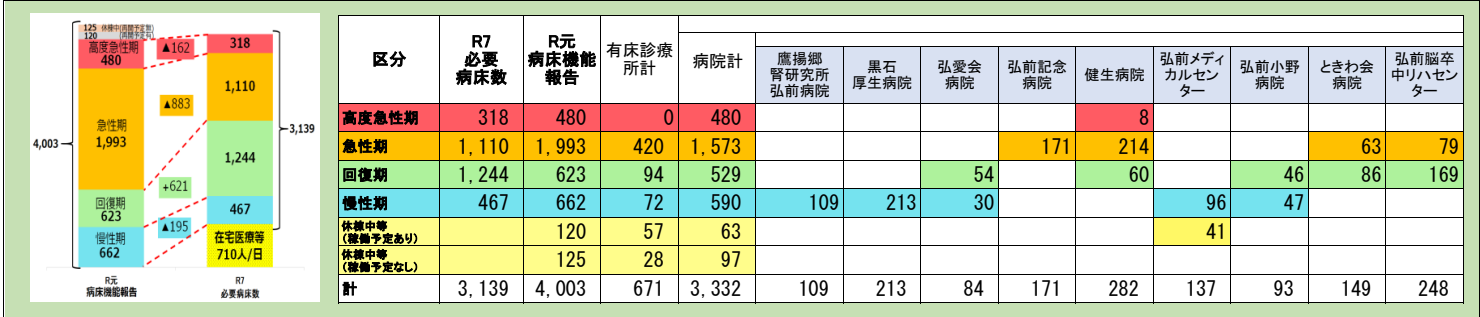 125 休棟中(再開予定無)
120 (再開予定有)
高度急性期
480
▲162
318
1,110
▲883
急性期
1,993
4,003
3,139
1,244
+621
回復期
623
467
▲195
慢性期
662
在宅医療等
710人/日
R元
病床機能報告
R7
必要病床数
区分
R7
必要
病床数
R元
病床機能
報告
有床診療
所計
病院計
鷹揚郷
腎研究所
弘前病院
黒石
厚生病院
弘愛会
病院
弘前記念
病院
健生病院
弘前メディ
カルセン
ター
弘前小野
病院
ときわ会
病院
弘前脳卒
中リハセン
ター
高度急性期 318 480 0 480 8
急性期 1,110 1,993 420 1,573 171 214 63 79
回復期 1,244 623 94 529 54 60 46 86 169
慢性期 467 662 72 590 109 213 30 96 47
休棟中等
(稼働予定あり) 120 57 63 41
休棟中等
(稼働予定なし) 125 28 97
計 3,139 4,003 671 3,332 109 213 84 171 282 137 93 149 248